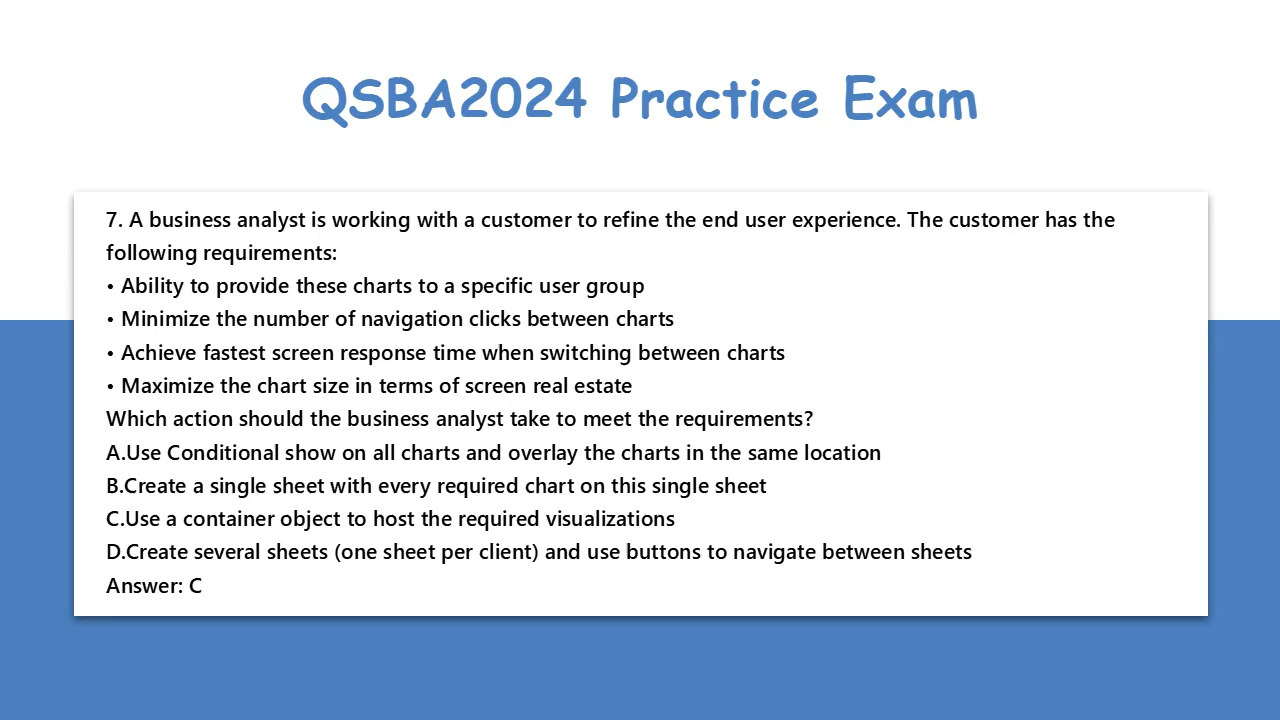 QSBA2024 Practice Exam
7. A business analyst is working with a customer to refine the end user experience. The customer has the
following requirements:
• Ability to provide these charts to a specific user group
• Minimize the number of navigation clicks between charts
• Achieve fastest screen response time when switching between charts
• Maximize the chart size in terms of screen real estate
Which action should the business analyst take to meet the requirements?
A.Use Conditional show on all charts and overlay the charts in the same location
B.Create a single sheet with every required chart on this single sheet
C.Use a container object to host the required visualizations
D.Create several sheets (one sheet per client) and use buttons to navigate between sheets
Answer: C